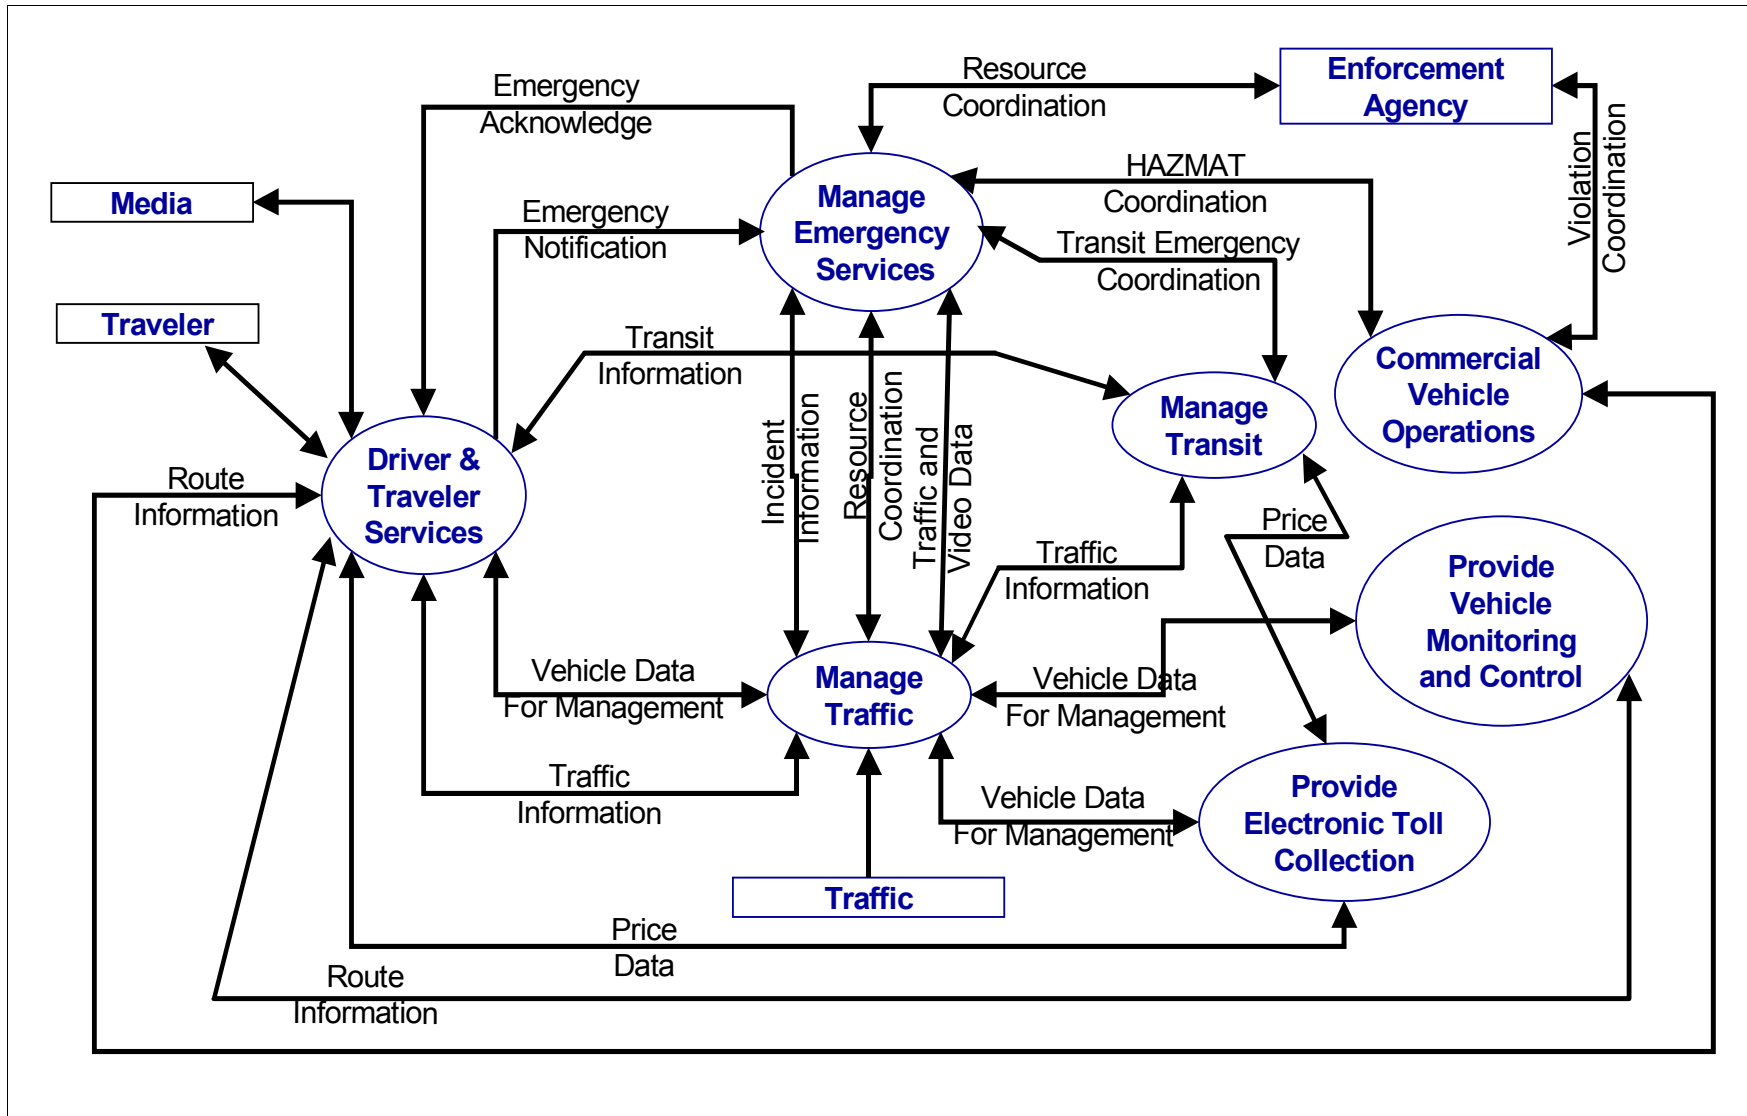 Resource
Coordination
Enforcement
Agency
Emergency
Acknowledge
Violation
Coordination
HAZMAT
Coordination
Media
Manage
Emergency
Services
Emergency
Notification
Transit Emergency
Coordination
Traveler
Transit
Information
Commercial
Vehicle
Operations
Manage
Transit
Incident
Information
Resource
Coordination
Traffic and
Video Data
Driver &
Traveler
Services
Route
Information
Price
Data
Traffic
Information
Provide
Vehicle
Monitoring
and Control
Vehicle Data
For Management
Manage
Traffic
Vehicle Data
For Management
Traffic
Information
Vehicle Data
For Management
Provide
Electronic Toll
Collection
Traffic
Price
Data
Route
Information